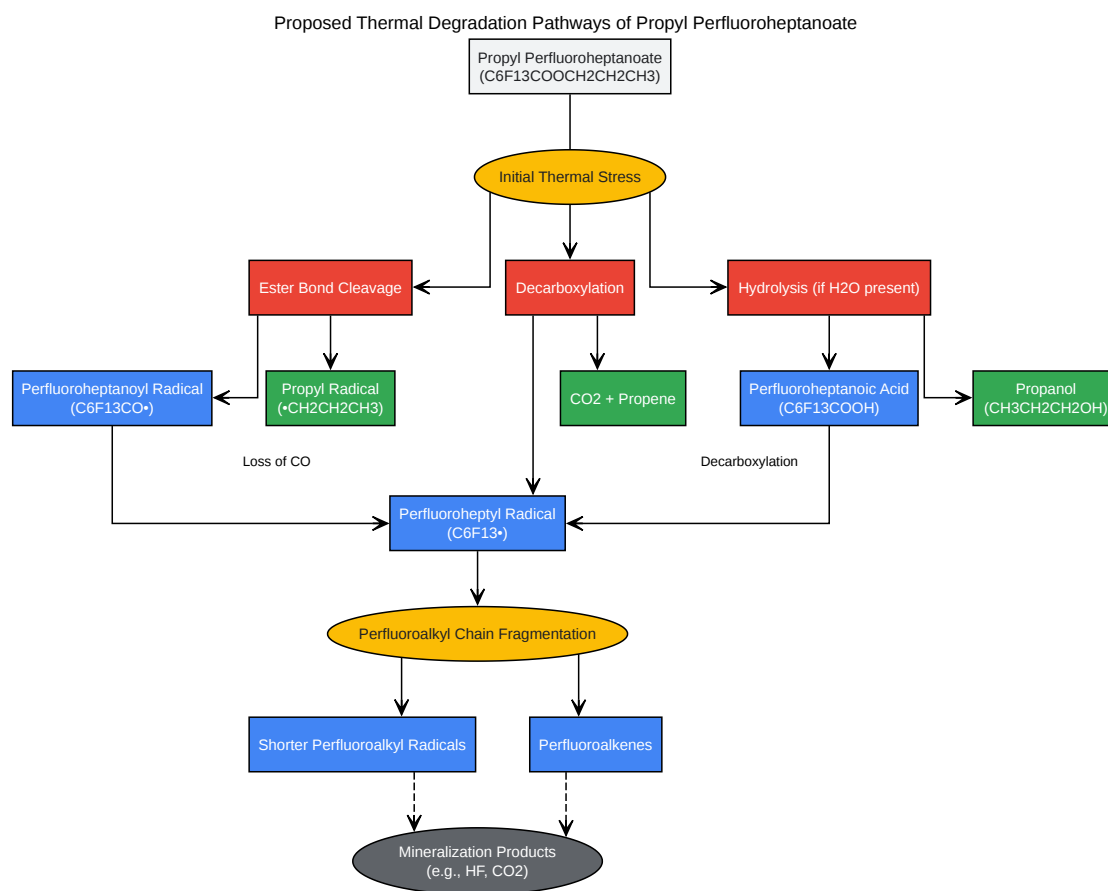 Proposed Thermal Degradation Pathways of Propyl Perfluoroheptanoate
Propyl Perfluoroheptanoate
(C6F13COOCH2CH2CH3)
Initial Thermal Stress
Ester Bond Cleavage
Decarboxylation
Hydrolysis (if H2O present)
Perfluoroheptanoyl Radical
(C6F13CO•)
Propyl Radical
(•CH2CH2CH3)
CO2 + Propene
Perfluoroheptanoic Acid
(C6F13COOH)
Propanol
(CH3CH2CH2OH)
Loss of CO
Decarboxylation
Perfluoroheptyl Radical
(C6F13•)
Perfluoroalkyl Chain Fragmentation
Shorter Perfluoroalkyl Radicals
Perfluoroalkenes
Mineralization Products
(e.g., HF, CO2)